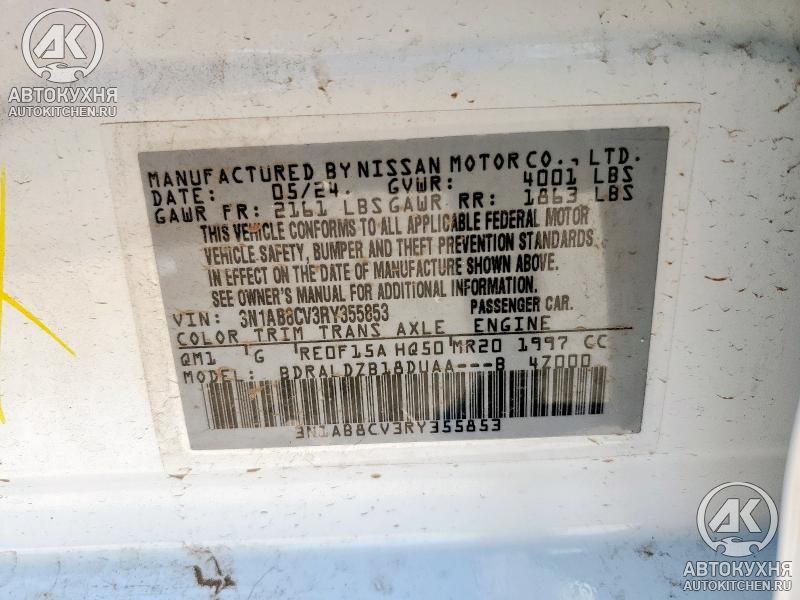 AK
АВТОКУХНЯ
AUTOKITCHEN.RU
MANUFACTURED BY NISSAN MOTOR CO., LTD.
DATE: 05/24. GVWR: 4001 LBS
GAWR FR: 2161 LBS GAWR RR: 1863 LBS
THIS VEHICLE CONFORMS TO ALL APPLICABLE FEDERAL MOTOR
VEHICLE SAFETY, BUMPER AND THEFT PREVENTION STANDARDS
IN EFFECT ON THE DATE OF MANUFACTURE SHOWN ABOVE.
SEE OWNER'S MANUAL FOR ADDITIONAL INFORMATION.
VIN: 3N1AB8CV3RY355853 PASSENGER CAR.
COLOR TRIM TRANS AXLE ENGINE
QM1 G RE0F15A HQ50 MR20 1997 CC
MODEL: BDRALDZB18DUAA---B 4Z000
3N1AB8CV3RY355853
AK
АВТОКУХНЯ
AUTOKITCHEN.RU